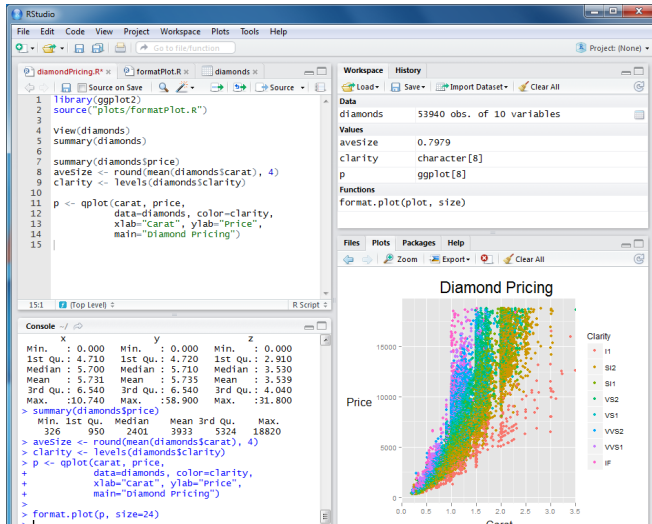 RStudio
File Edit Code View Project Workspace Plots Tools Help
Go to file/function
Project: (None)
diamondPricing.R* × formatPlot.R × diamonds ×
Source on Save Source
1 library(ggplot2)
2 source("plots/formatPlot.R")
3
4 View(diamonds)
5 summary(diamonds)
6
7 summary(diamonds$price)
8 aveSize <- round(mean(diamonds$carat), 4)
9 clarity <- levels(diamonds$clarity)
10
11 p <- qplot(carat, price,
12 data=diamonds, color=clarity,
13 xlab="Carat", ylab="Price",
14 main="Diamond Pricing")
15
15:1 (Top Level) R Script
Console ~/
x y z
Min. : 0.000 Min. : 0.000 Min. : 0.000
1st Qu.: 4.710 1st Qu.: 4.720 1st Qu.: 2.910
Median : 5.700 Median : 5.710 Median : 3.530
Mean : 5.731 Mean : 5.735 Mean : 3.539
3rd Qu.: 6.540 3rd Qu.: 6.540 3rd Qu.: 4.040
Max. :10.740 Max. :58.900 Max. :31.800
> summary(diamonds$price)
Min. 1st Qu. Median Mean 3rd Qu. Max.
326 950 2401 3933 5324 18820
> aveSize <- round(mean(diamonds$carat), 4)
> clarity <- levels(diamonds$clarity)
> p <- qplot(carat, price,
+ data=diamonds, color=clarity,
+ xlab="Carat", ylab="Price",
+ main="Diamond Pricing")
>
> format.plot(p, size=24)
>
Workspace History
Load Save Import Dataset Clear All
Data
diamonds 53940 obs. of 10 variables
Values
aveSize 0.7979
clarity character[8]
p ggplot[8]
Functions
format.plot(plot, size)
Files Plots Packages Help
Zoom Export Clear All
Diamond Pricing
Price
15000
10000
5000
0
0.0 0.5 1.0 1.5 2.0 2.5 3.0 3.5
Carat
Clarity
I1
SI2
SI1
VS2
VS1
VVS2
VVS1
IF